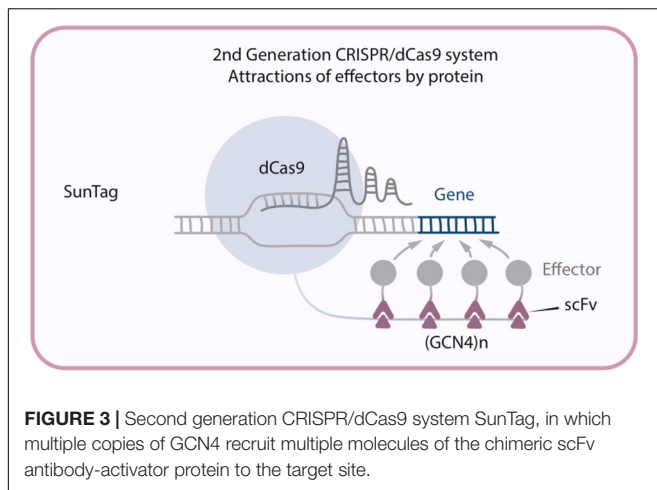 2nd Generation CRISPR/dCas9 system
Attractions of effectors by protein
dCas9
SunTag
Gene
Effector
scFv
(GCN4)n
FIGURE 3 | Second generation CRISPR/dCas9 system SunTag, in which
multiple copies of GCN4 recruit multiple molecules of the chimeric scFv
antibody-activator protein to the target site.